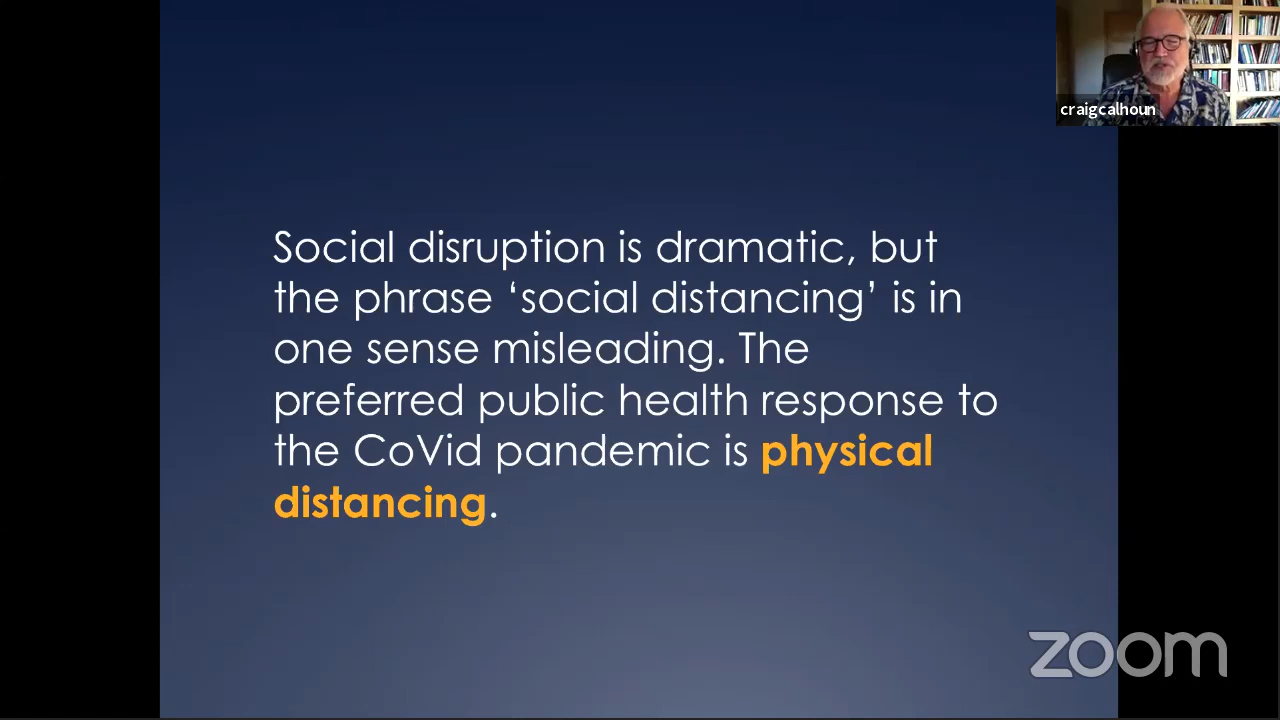 craigcalhoun
Social disruption is dramatic, but
the phrase ‘social distancing’ is in
one sense misleading. The
preferred public health response to
the CoVid pandemic is physical
distancing.
zoom